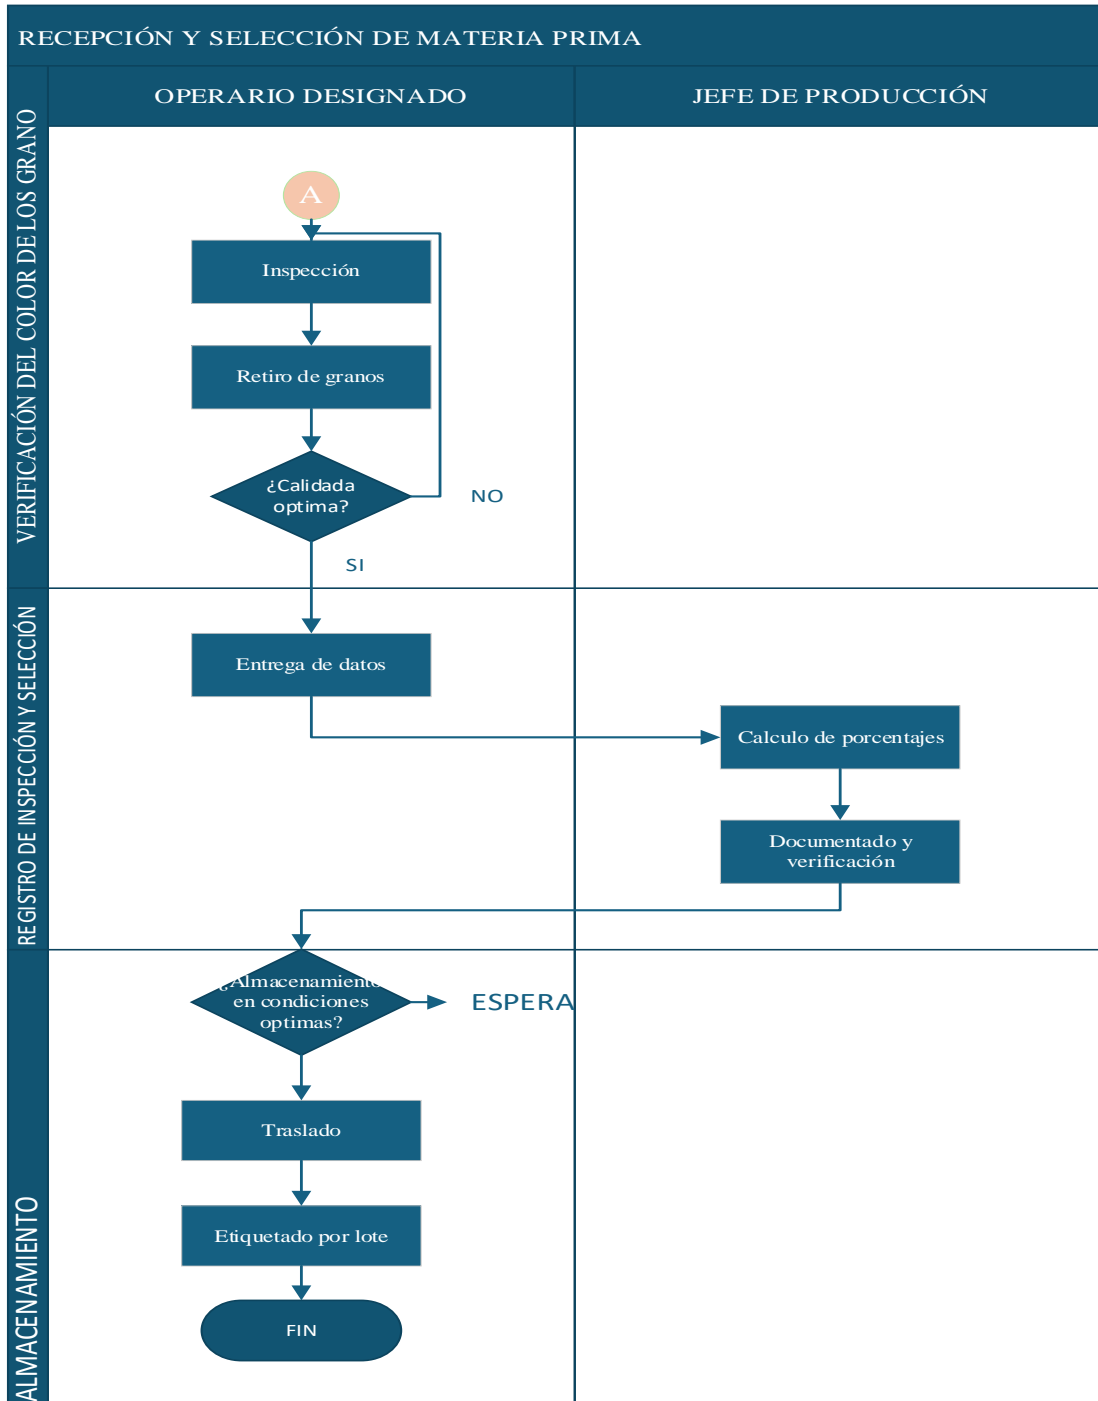 RECEPCIÓN Y SELECCIÓN DE MATERIA PRIMA
OPERARIO DESIGNADO
JEFE DE PRODUCCIÓN
VERIFICACIÓN DEL COLOR DE LOS GRANO
A
Inspección
Retiro de granos
¿Calidada
optima?
NO
SI
REGISTRO DE INSPECCIÓN Y SELECCIÓN
Entrega de datos
Calculo de porcentajes
Documentado y
verificación
ALMACENAMIENTO
¿Almacenamiento
en condiciones
optimas?
ESPERA
Traslado
Etiquetado por lote
FIN